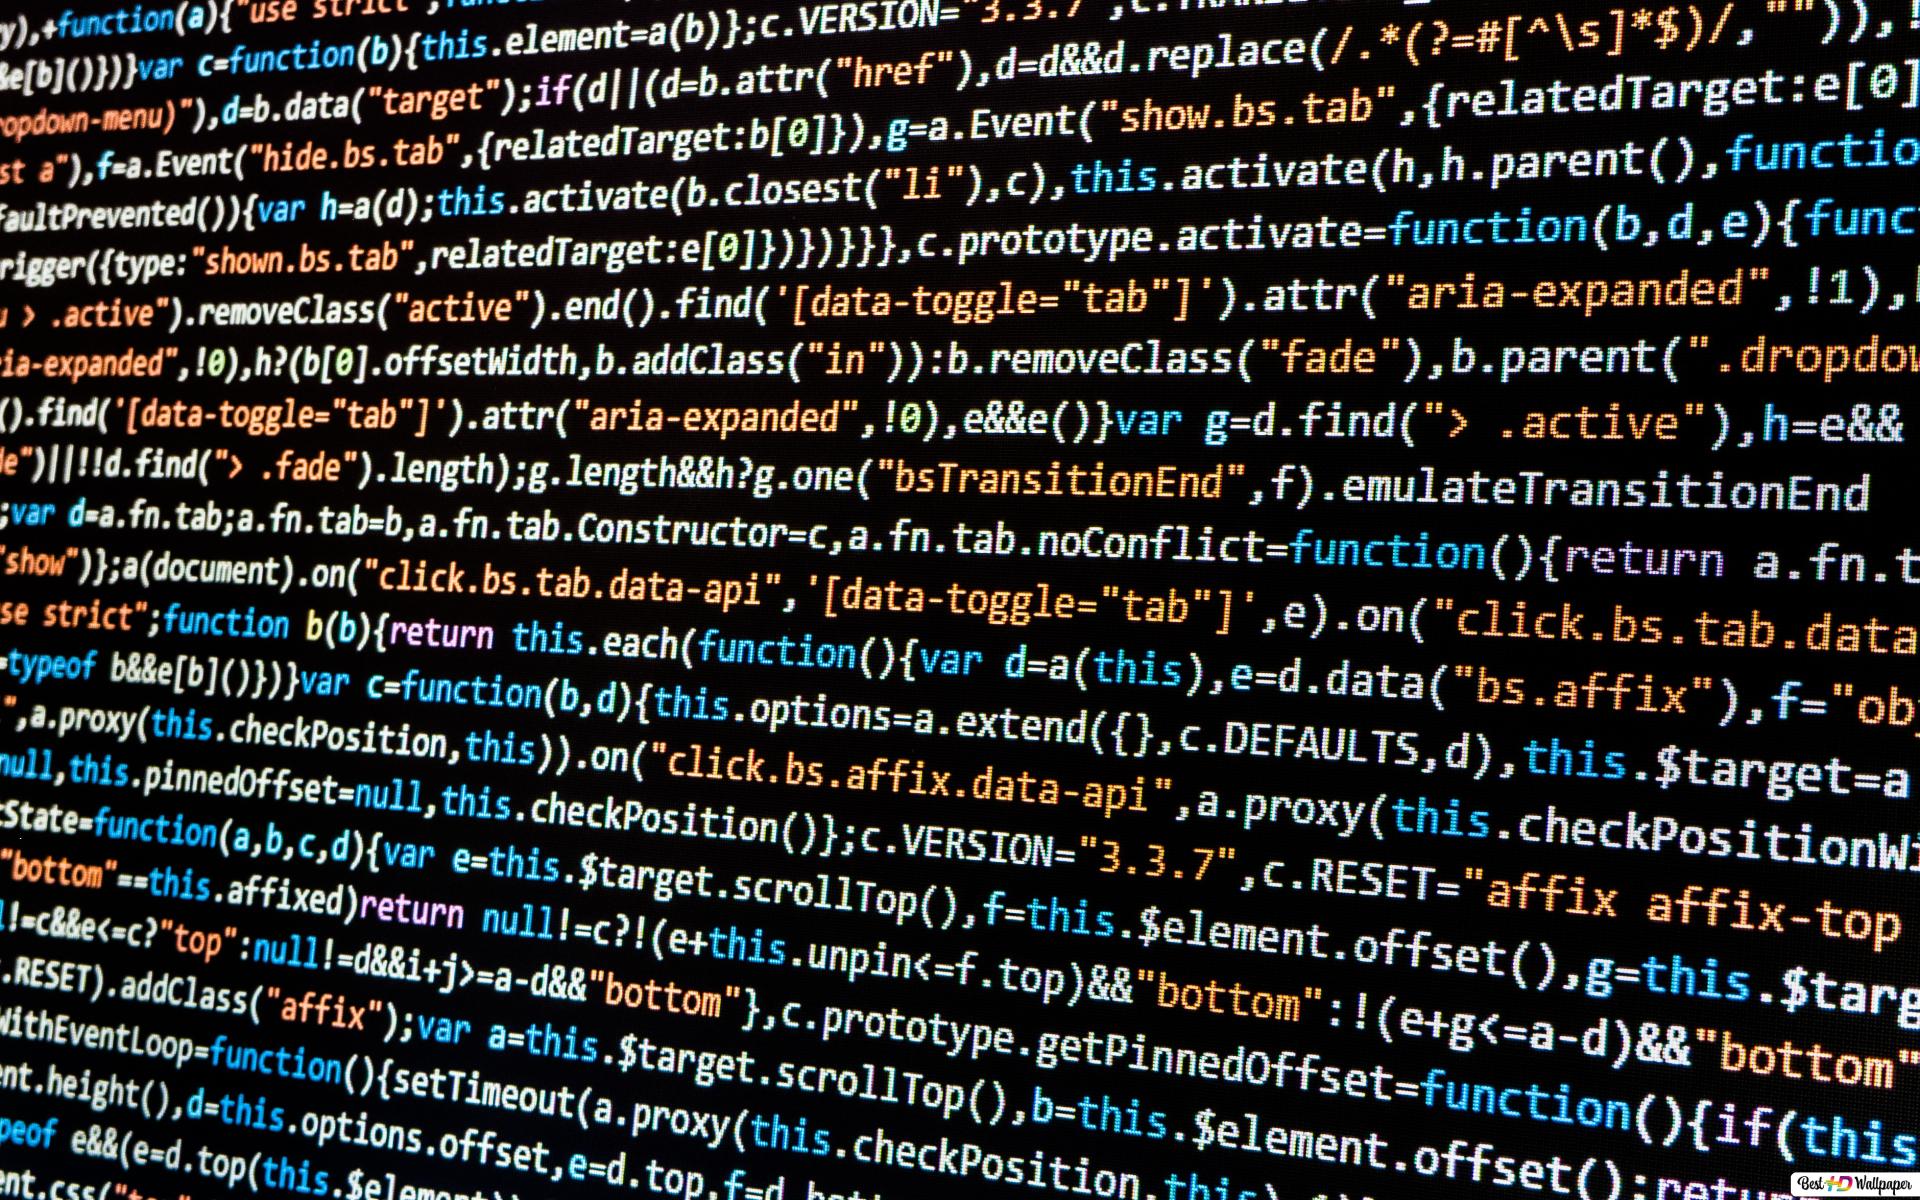 y),+function(a){"use strict";
&e[b]()})}var c=function(b){this.element=a(b)};c.VERSION="3.3.7",c.TRAN
ropdown-menu)"),d=b.data("target");if(d||(d=b.attr("href"),d=d&&d.replace(/.*(?=#[^\s]*$)/,"")),!
st a"),f=a.Event("hide.bs.tab",{relatedTarget:b[0]}),g=a.Event("show.bs.tab",{relatedTarget:e[0]
faultPrevented()){var h=a(d);this.activate(b.closest("li"),c),this.activate(h,h.parent(),functio
rigger({type:"shown.bs.tab",relatedTarget:e[0]})})}}},c.prototype.activate=function(b,d,e){func
u > .active").removeClass("active").end().find('[data-toggle="tab"]').attr("aria-expanded",!1),
ia-expanded",!0),h?(b[0].offsetWidth,b.addClass("in")):b.removeClass("fade"),b.parent(".dropdow
().find('[data-toggle="tab"]').attr("aria-expanded",!0),e&&e()}var g=d.find("> .active"),h=e&&
de")||!!d.find("> .fade").length);g.length&&h?g.one("bsTransitionEnd",f).emulateTransitionEnd
;var d=a.fn.tab;a.fn.tab=b,a.fn.tab.Constructor=c,a.fn.tab.noConflict=function(){return a.fn.t
"show")};a(document).on("click.bs.tab.data-api",'[data-toggle="tab"]',e).on("click.bs.tab.data
se strict";function b(b){return this.each(function(){var d=a(this),e=d.data("bs.affix"),f="ob
=typeof b&&e[b]()})}var c=function(b,d){this.options=a.extend({},c.DEFAULTS,d),this.$target=a
",a.proxy(this.checkPosition,this)).on("click.bs.affix.data-api",a.proxy(this.checkPositionWi
null,this.pinnedOffset=null,this.checkPosition()};c.VERSION="3.3.7",c.RESET="affix affix-top
tState=function(a,b,c,d){var e=this.$target.scrollTop(),f=this.$element.offset(),g=this.$targ
"bottom"==this.affixed)return null!=c?!(e+this.unpin<=f.top)&&"bottom":!(e+g<=a-d)&&"bottom"
l!=c&&e<=c?"top":null!=d&&i+j>=a-d&&"bottom"},c.prototype.getPinnedOffset=function(){if(this
.RESET).addClass("affix");var a=this.$target.scrollTop(),b=this.$element.offset();retu
WithEventLoop=function(){setTimeout(a.proxy(this.checkPosition,this)
ent.height(),d=this.options.offset,e=d.top,f=d.bott
peof e&&(e=d.top(this.$element))
ent.css("to
Best HD Wallpaper